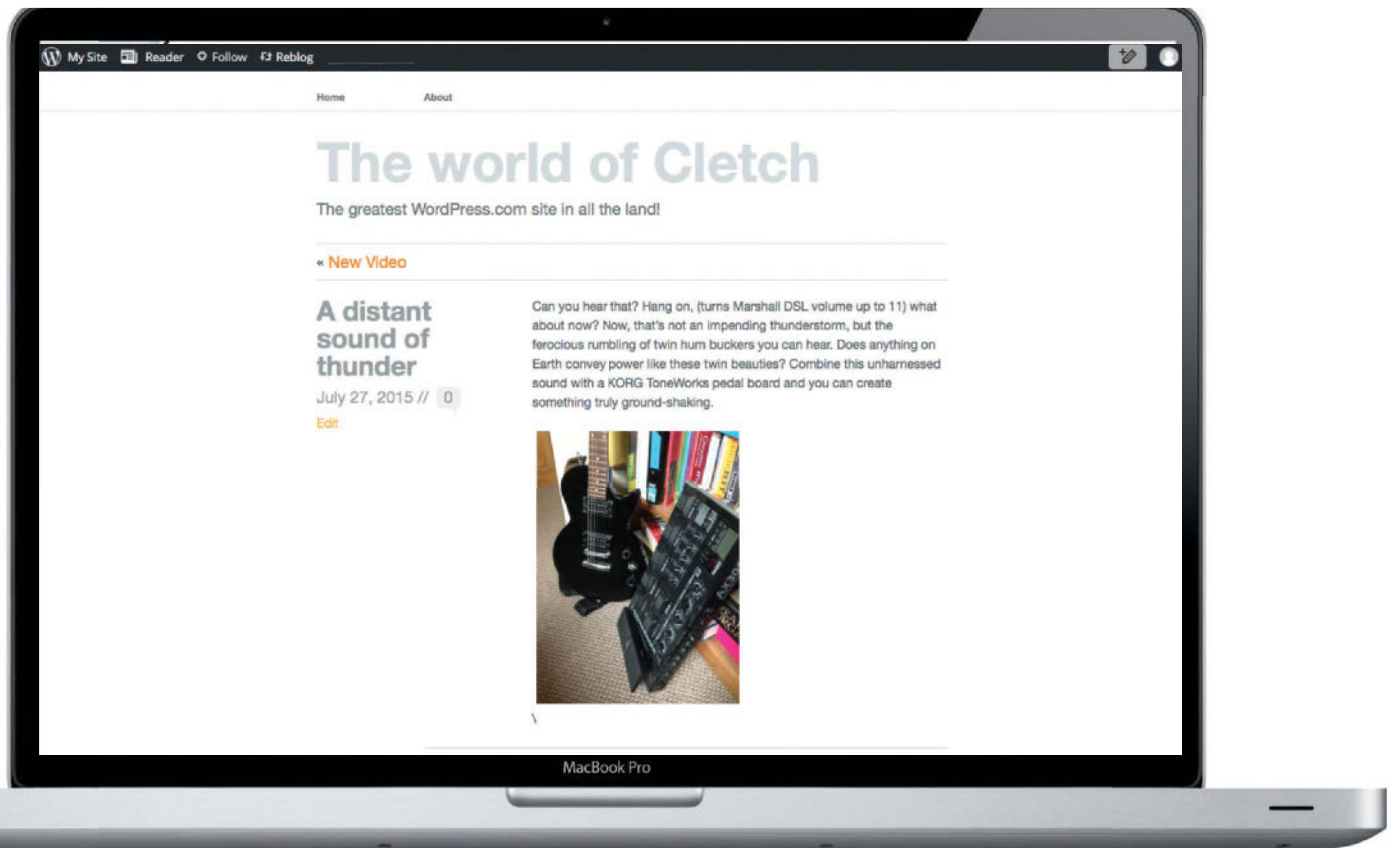 My Site Reader Follow Reblog
Home About
The world of Cletch
The greatest WordPress.com site in all the land!
« New Video
A distant
sound of
thunder
July 27, 2015 // 0
Edit
Can you hear that? Hang on, (turns Marshall DSL volume up to 11) what
about now? Now, that's not an impending thunderstorm, but the
ferocious rumbling of twin hum buckers you can hear. Does anything on
Earth convey power like these twin beauties? Combine this unharnessed
sound with a KORG ToneWorks pedal board and you can create
something truly ground-shaking.
\
MacBook Pro